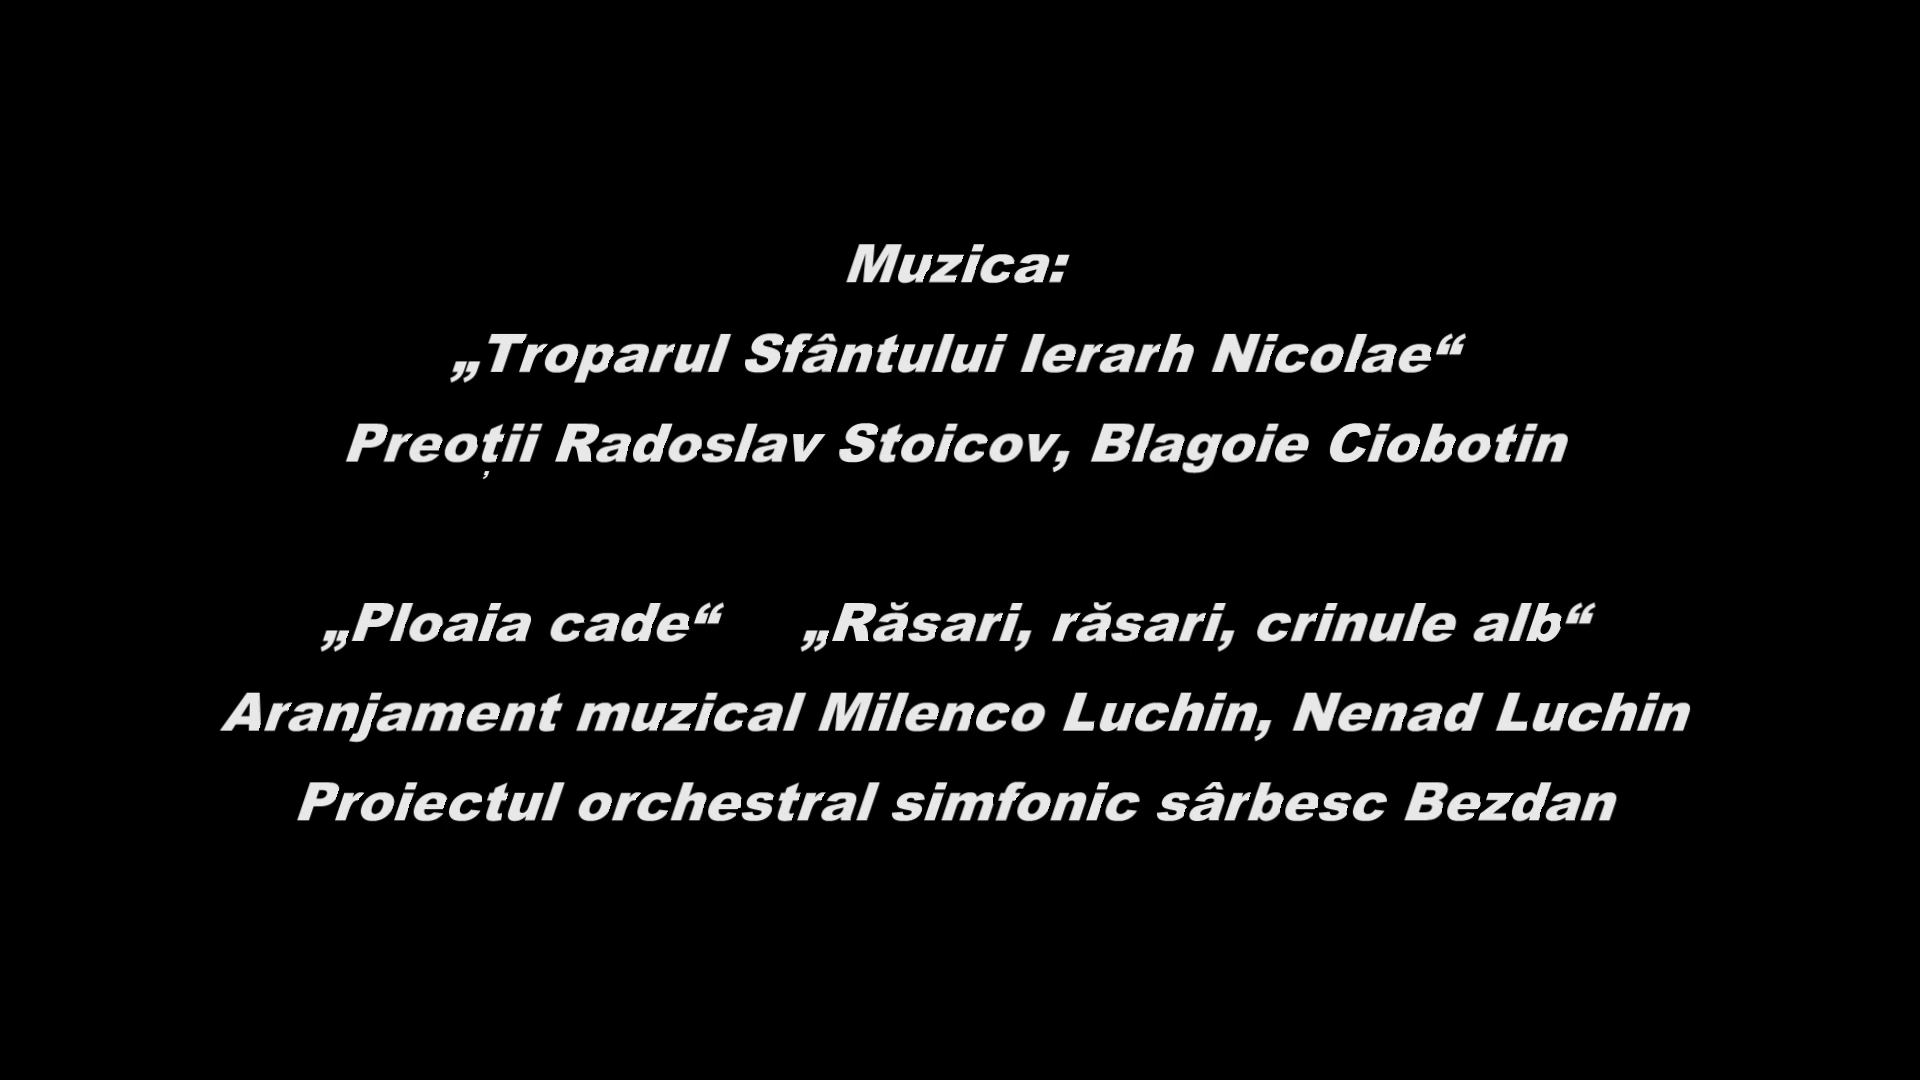 Muzica:
„Troparul Sfântului Ierarh Nicolae“
Preoții Radoslav Stoicov, Blagoie Ciobotin
„Ploaia cade“ „Răsari, răsari, crinule alb“
Aranjament muzical Milenco Luchin, Nenad Luchin
Proiectul orchestral simfonic sârbesc Bezdan